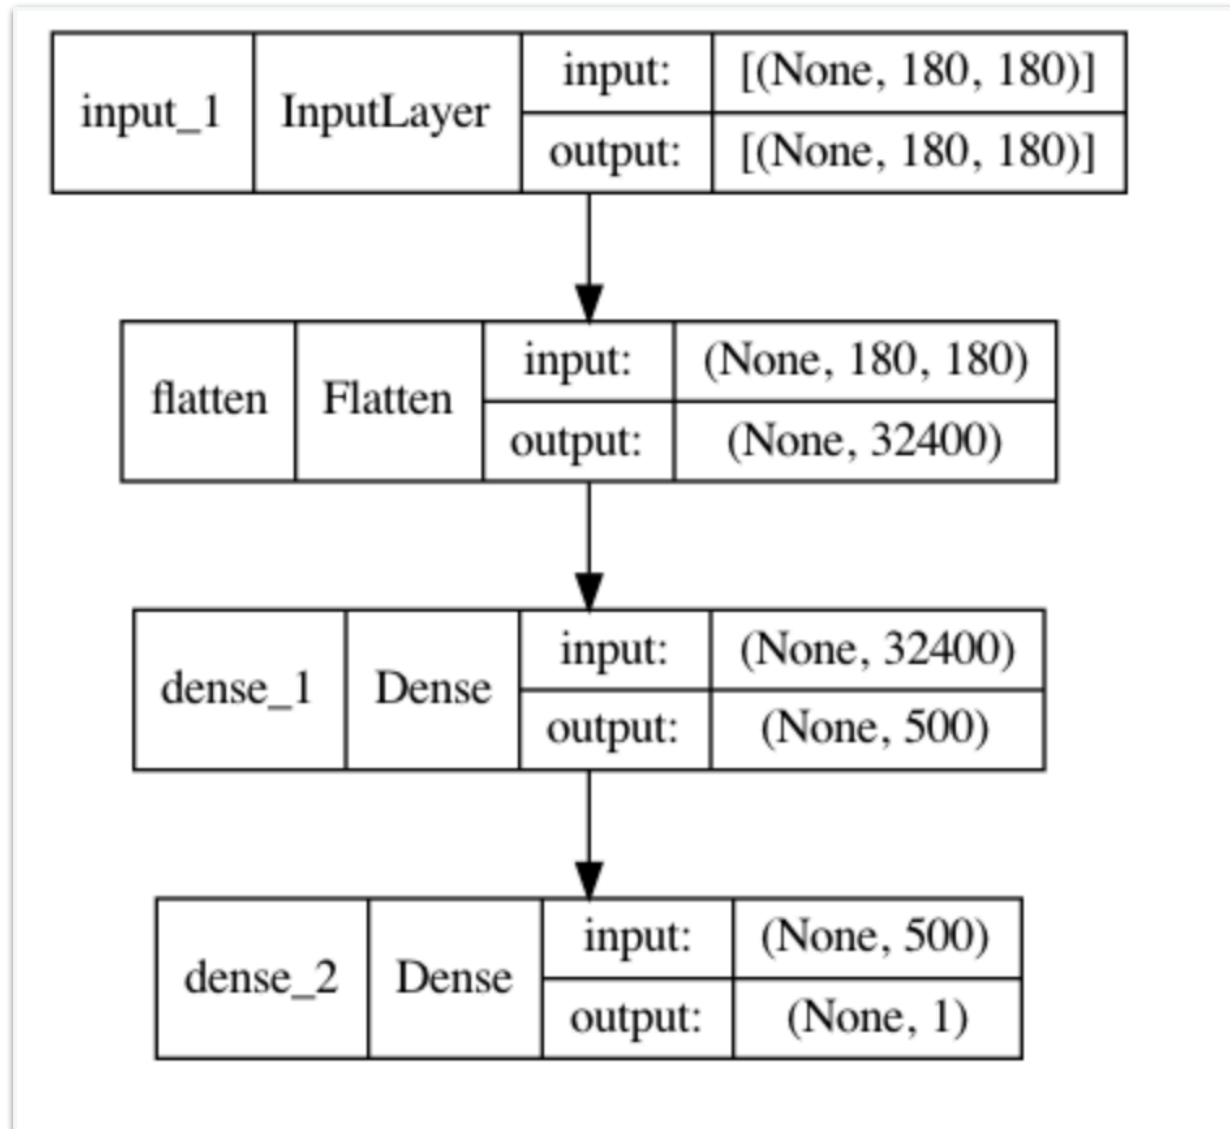 input_1 InputLayer input: [(None, 180, 180)]
output: [(None, 180, 180)]
flatten Flatten input: (None, 180, 180)
output: (None, 32400)
dense_1 Dense input: (None, 32400)
output: (None, 500)
dense_2 Dense input: (None, 500)
output: (None, 1)